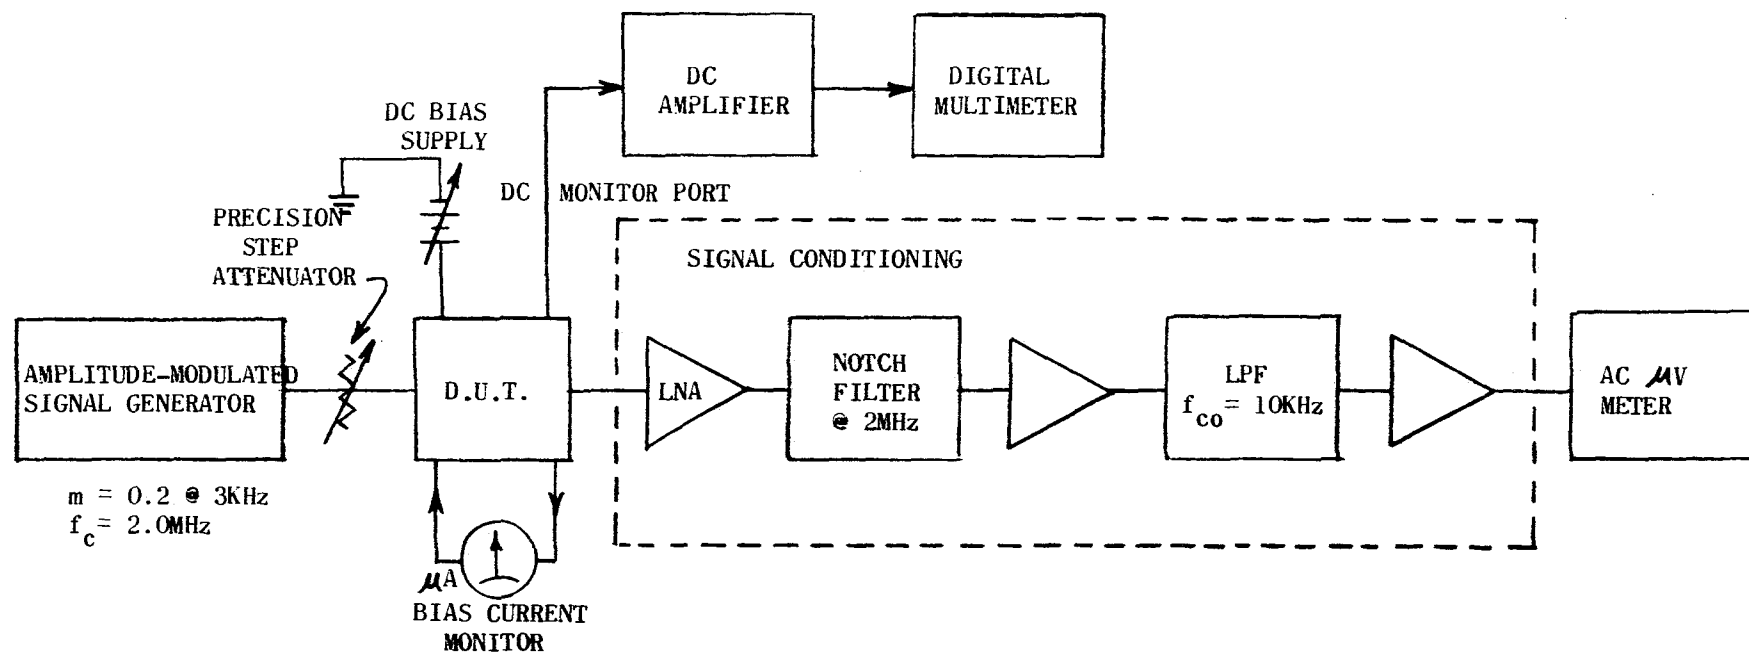 DC
AMPLIFIER
DIGITAL
MULTIMETER
DC BIAS
SUPPLY
DC MONITOR PORT
PRECISION
STEP
ATTENUATOR
SIGNAL CONDITIONING
AMPLITUDE-MODULATED
SIGNAL GENERATOR
D.U.T.
LNA
NOTCH
FILTER
@ 2MHz
LPF
fco= 10KHz
AC μV
METER
m = 0.2 @ 3KHz
fc= 2.0MHz
μA
BIAS CURRENT
MONITOR